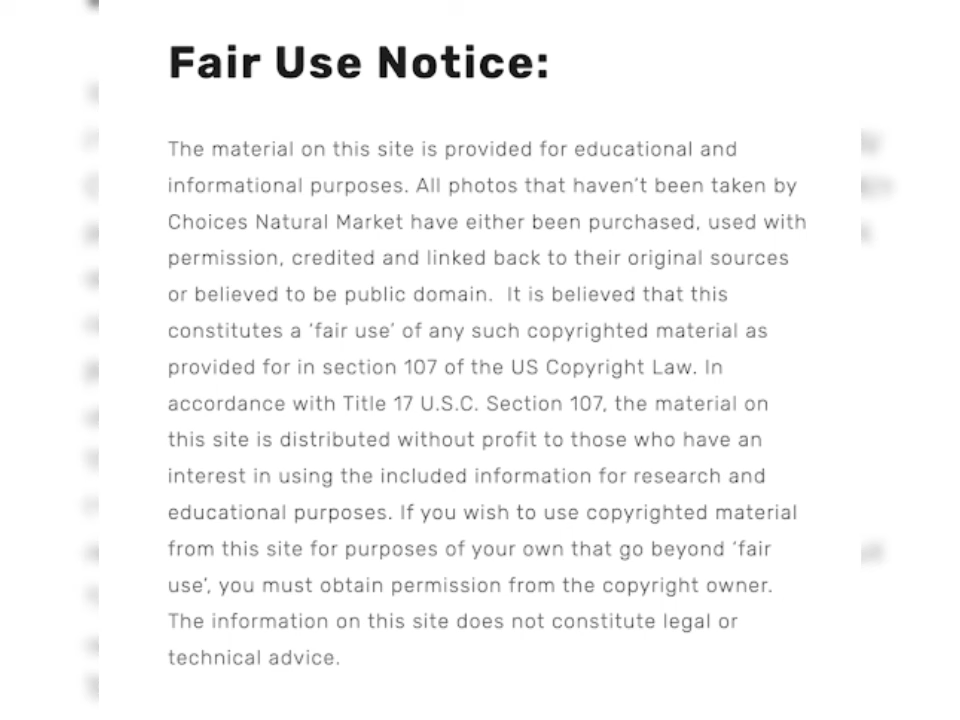 Fair Use Notice:
The material on this site is provided for educational and
informational purposes. All photos that haven’t been taken by
Choices Natural Market have either been purchased, used with
permission, credited and linked back to their original sources
or believed to be public domain.  It is believed that this
constitutes a ‘fair use’ of any such copyrighted material as
provided for in section 107 of the US Copyright Law. In
accordance with Title 17 U.S.C. Section 107, the material on
this site is distributed without profit to those who have an
interest in using the included information for research and
educational purposes. If you wish to use copyrighted material
from this site for purposes of your own that go beyond ‘fair
use’, you must obtain permission from the copyright owner.
The information on this site does not constitute legal or
technical advice.